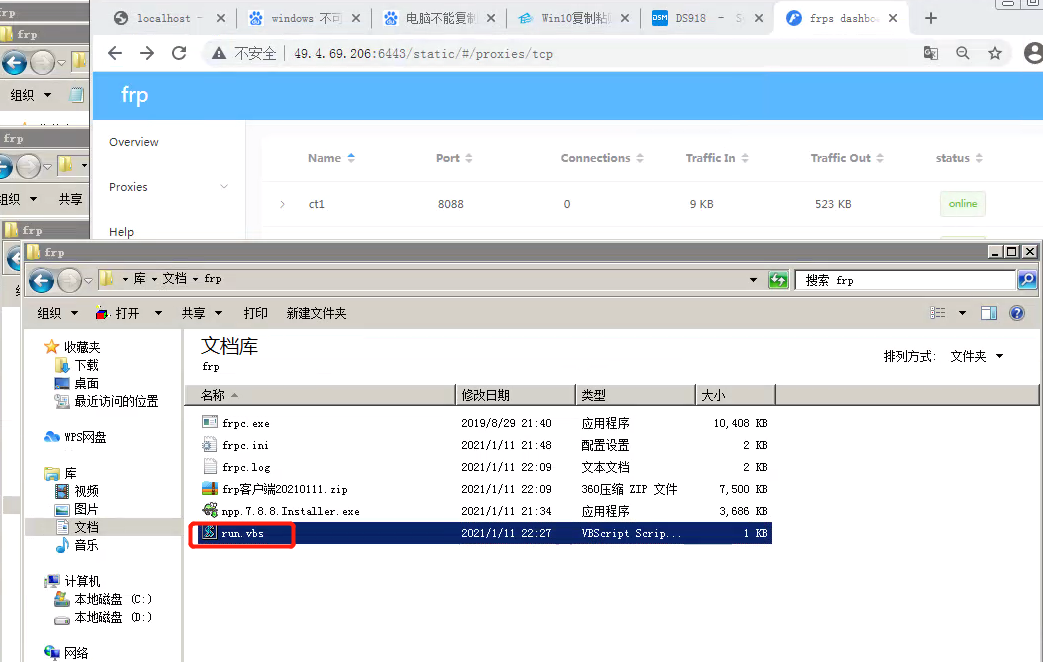 frp
localhost -
windows 不可
电脑不能复制
Win10复制粘贴
DS918 - S
frps dashbo
frp
不安全 | 49.4.69.206:6443/static/#/proxies/tcp
组织
frp
frp
Overview
Name Port Connections Traffic In Traffic Out status
Proxies
组织 共享
ct1 8088 0 9 KB 523 KB online
frp
Help
frp
库 文档 frp
搜索 frp
组织 打开 共享 打印 新建文件夹
文档库
frp
排列方式: 文件夹
收藏夹
下载
桌面
最近访问的位置
WPS网盘
库
视频
图片
文档
音乐
计算机
本地磁盘 (C:)
本地磁盘 (D:)
网络
名称 修改日期 类型 大小
frpc.exe 2019/8/29 21:40 应用程序 10,408 KB
frpc.ini 2021/1/11 21:48 配置设置 2 KB
frpc.log 2021/1/11 22:09 文本文档 2 KB
frp客户端20210111.zip 2021/1/11 22:09 360压缩 ZIP 文件 7,500 KB
npp.7.8.8.Installer.exe 2021/1/11 21:34 应用程序 3,686 KB
run.vbs 2021/1/11 22:27 VBScript Scrip... 1 KB